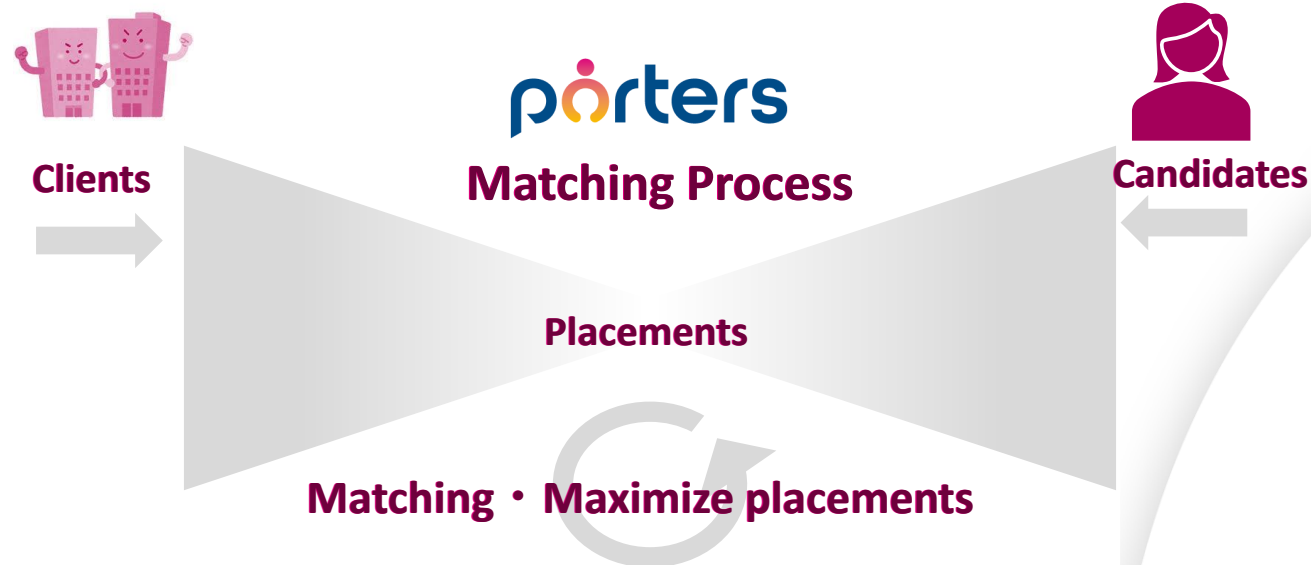 porters
Clients
Matching Process
Candidates
Placements
Matching・Maximize placements